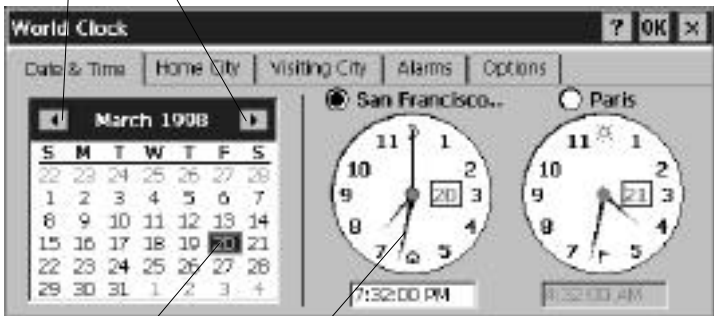 World Clock ? OK ×
Date & Time Home City Visiting City Alarms Options
March 1998
S M T W T F S
22 23 24 25 26 27 28
1 2 3 4 5 6 7
8 9 10 11 12 13 14
15 16 17 18 19 20 21
22 23 24 25 26 27 28
29 30 31 1 2 3 4
San Francisco..
11 1
10 2
9 20 3
8 4
7 5
7:32:00 PM
Paris
11 1
10 2
9 21 3
8 4
7 5
4:32:00 AM